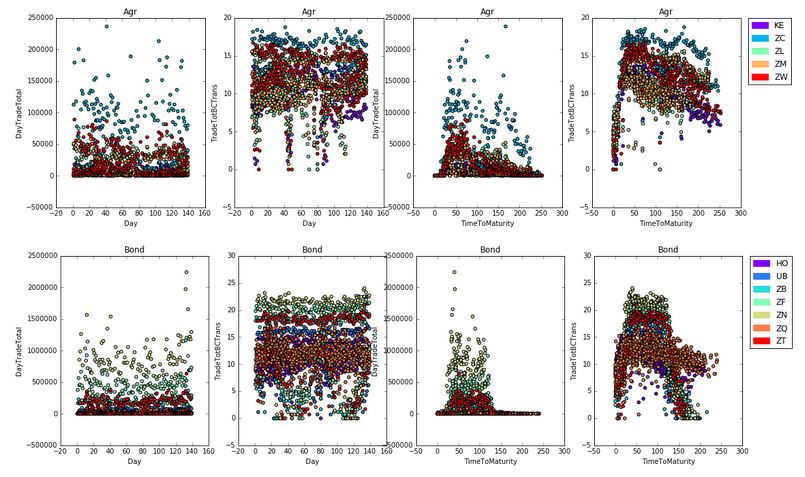 Agr
DayTradeTotal
250000
200000
150000
100000
50000
0
−50000
−20 0 20 40 60 80 100 120 140 160
Day
Agr
TradeTotBCTrans
20
15
10
5
0
−5
−20 0 20 40 60 80 100 120 140 160
Day
Agr
DayTradeTotal
250000
200000
150000
100000
50000
0
−50000
−50 0 50 100 150 200 250 300
TimeToMaturity
Agr
TradeTotBCTrans
20
15
10
5
0
−5
−50 0 50 100 150 200 250 300
TimeToMaturity
KE
ZC
ZL
ZM
ZW
Bond
DayTradeTotal
2500000
2000000
1500000
1000000
500000
0
−500000
−20 0 20 40 60 80 100 120 140 160
Day
Bond
TradeTotBCTrans
30
25
20
15
10
5
0
−5
−20 0 20 40 60 80 100 120 140 160
Day
Bond
DayTradeTotal
2500000
2000000
1500000
1000000
500000
0
−500000
−50 0 50 100 150 200 250 300
TimeToMaturity
Bond
TradeTotBCTrans
30
25
20
15
10
5
0
−5
−50 0 50 100 150 200 250 300
TimeToMaturity
HO
UB
ZB
ZF
ZN
ZQ
ZT